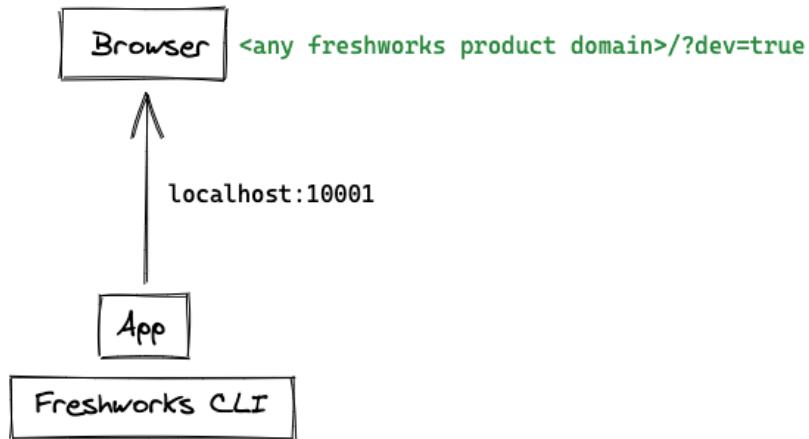 Browser <any freshworks product domain>/?dev=true
localhost:10001
App
Freshworks CLI